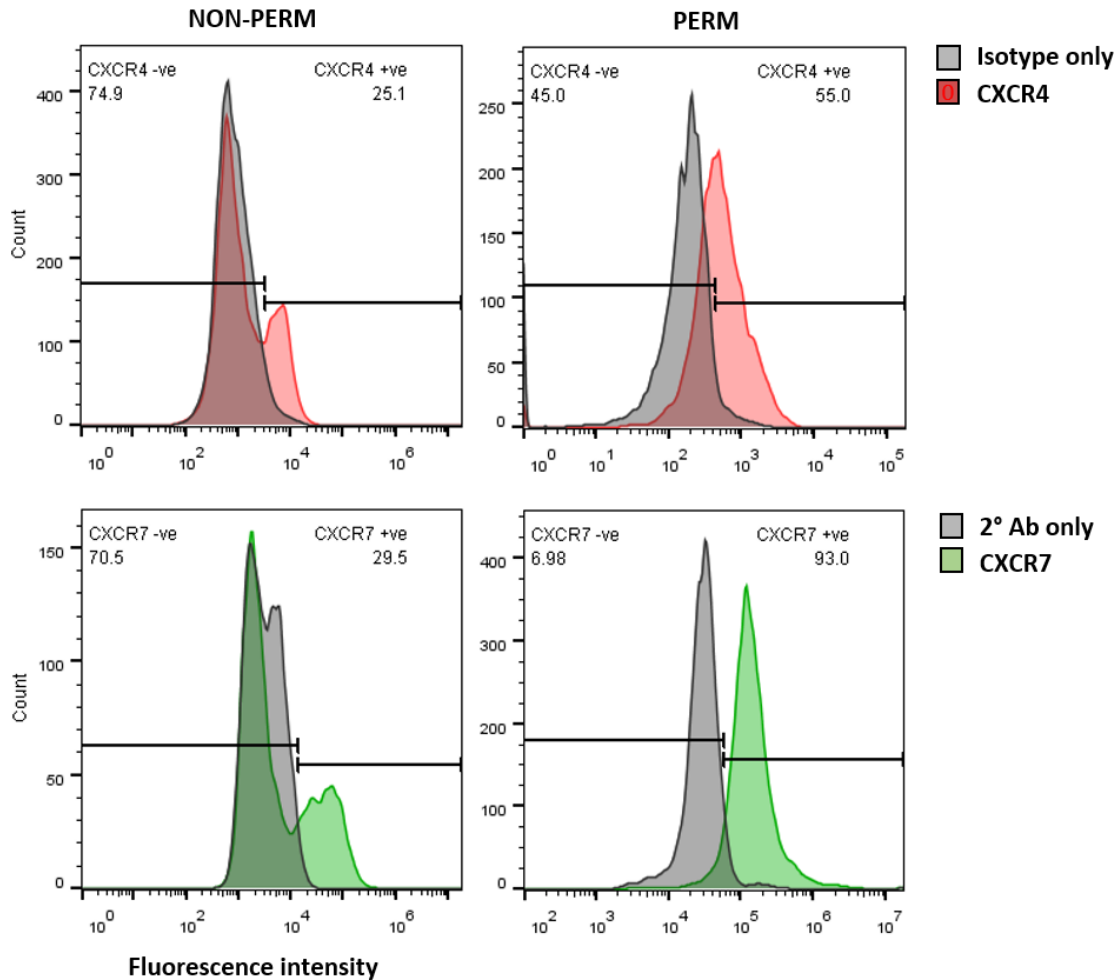 NON-PERM
PERM
CXCR4 -ve CXCR4 +ve
74.9 25.1
400
300
200
100
0
Count
10^0 10^2 10^4 10^6
CXCR4 -ve CXCR4 +ve
45.0 55.0
250
200
150
100
50
0
10^0 10^1 10^2 10^3 10^4 10^5
Isotype only
0 CXCR4
CXCR7 -ve CXCR7 +ve
70.5 29.5
150
100
50
0
Count
10^0 10^2 10^4 10^6
Fluorescence intensity
CXCR7 -ve CXCR7 +ve
6.98 93.0
400
300
200
100
0
10^2 10^3 10^4 10^5 10^6 10^7
2° Ab only
CXCR7